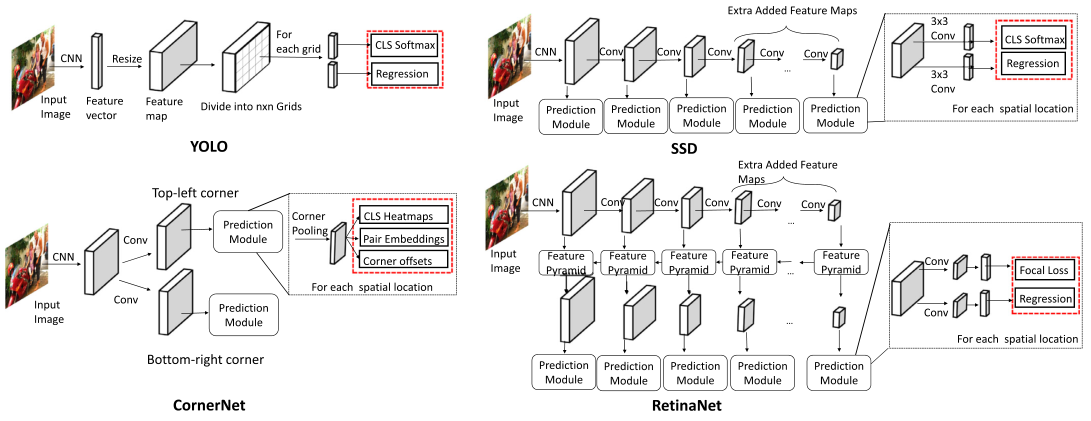 CNN
Resize
For
each grid
CLS Softmax
Regression
Input
Image
Feature
vector
Feature
map
Divide into nxn Grids
YOLO
Extra Added Feature Maps
CNN
Conv
Conv
Conv
Conv
Conv
...
Input
Image
Prediction
Module
Prediction
Module
Prediction
Module
Prediction
Module
Prediction
Module
3x3
Conv
CLS Softmax
Regression
3x3
Conv
For each spatial location
SSD
Top-left corner
CNN
Conv
Conv
Input
Image
Prediction
Module
Prediction
Module
Corner
Pooling
CLS Heatmaps
Pair Embeddings
Corner offsets
For each spatial location
Bottom-right corner
CornerNet
Extra Added Feature
Maps
CNN
Conv
Conv
Conv
Conv
Conv
...
Input
Image
Feature
Pyramid
Feature
Pyramid
Feature
Pyramid
Feature
Pyramid
...
Feature
Pyramid
...
Prediction
Module
Prediction
Module
Prediction
Module
Prediction
Module
Prediction
Module
Conv
Focal Loss
Conv
Regression
For each spatial location
RetinaNet